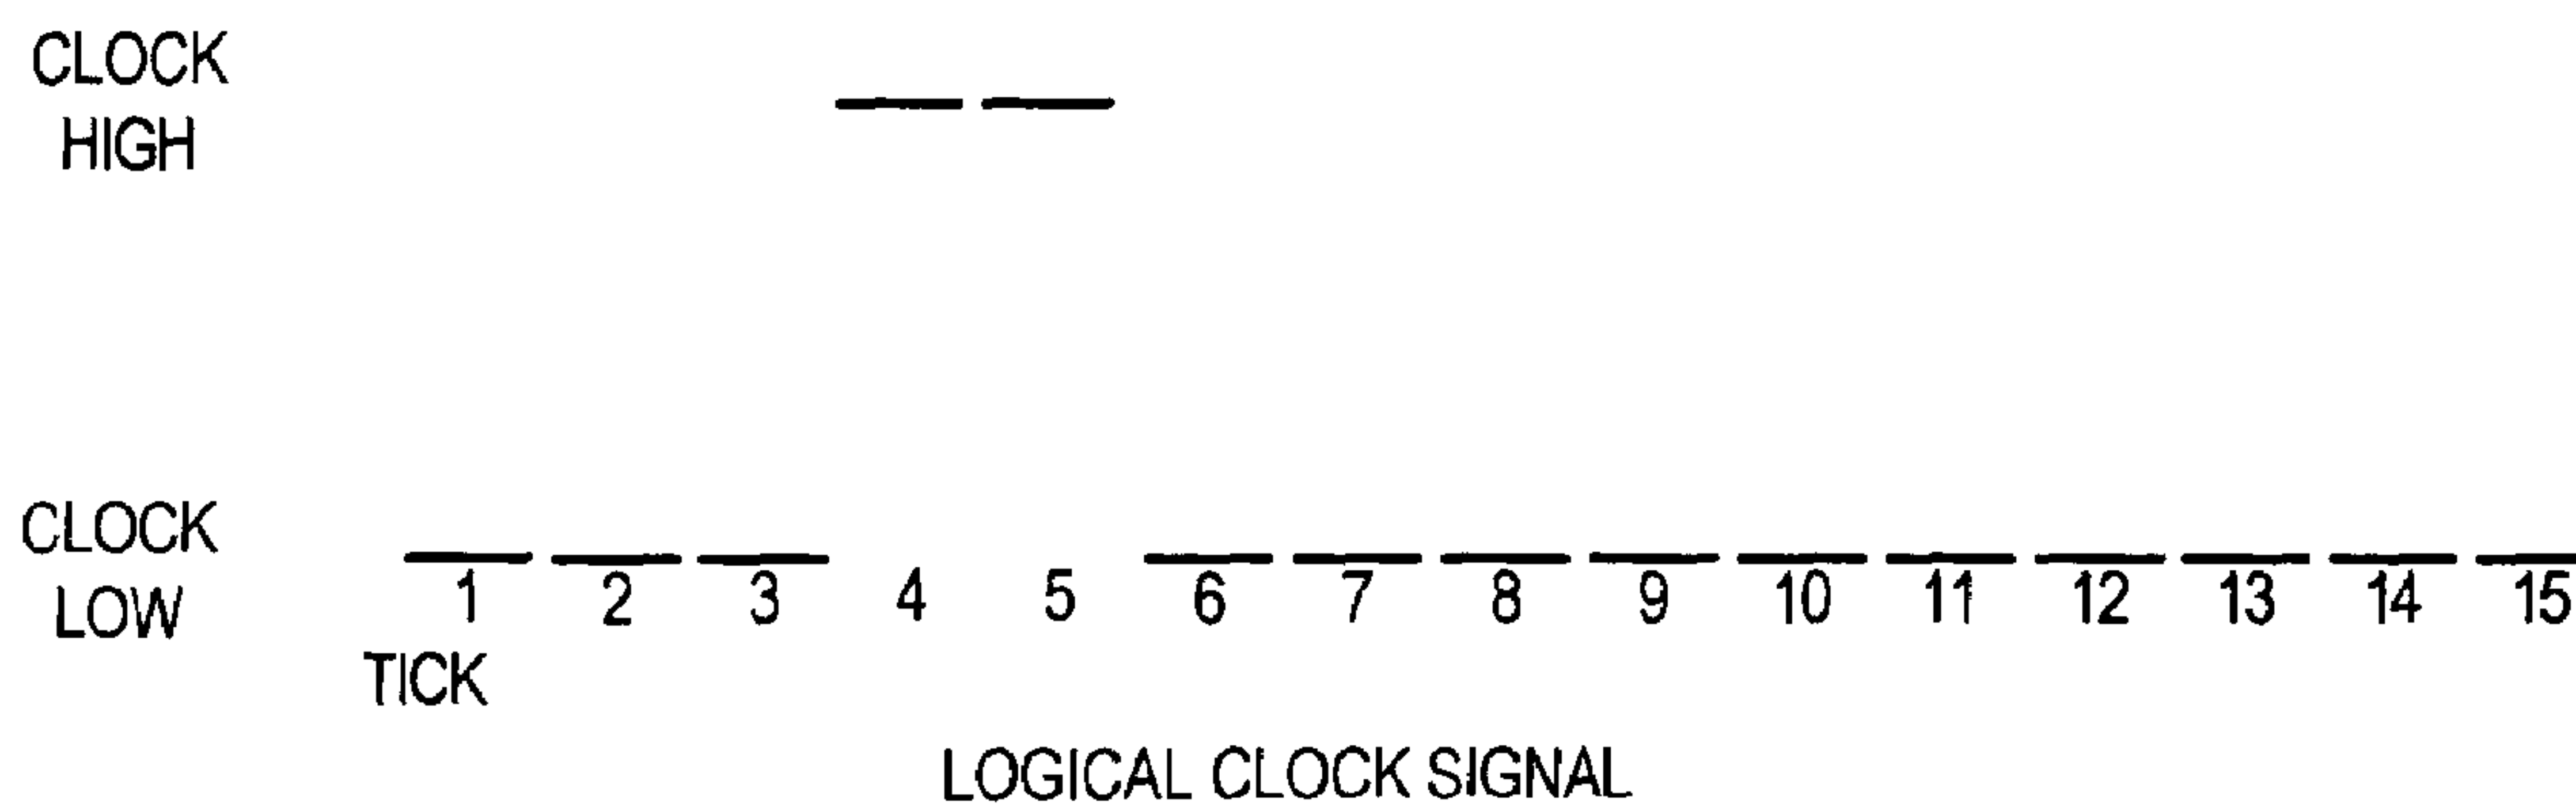 CLOCK
HIGH
CLOCK
LOW
1 2 3 4 5 6 7 8 9 10 11 12 13 14 15
TICK
LOGICAL CLOCK SIGNAL